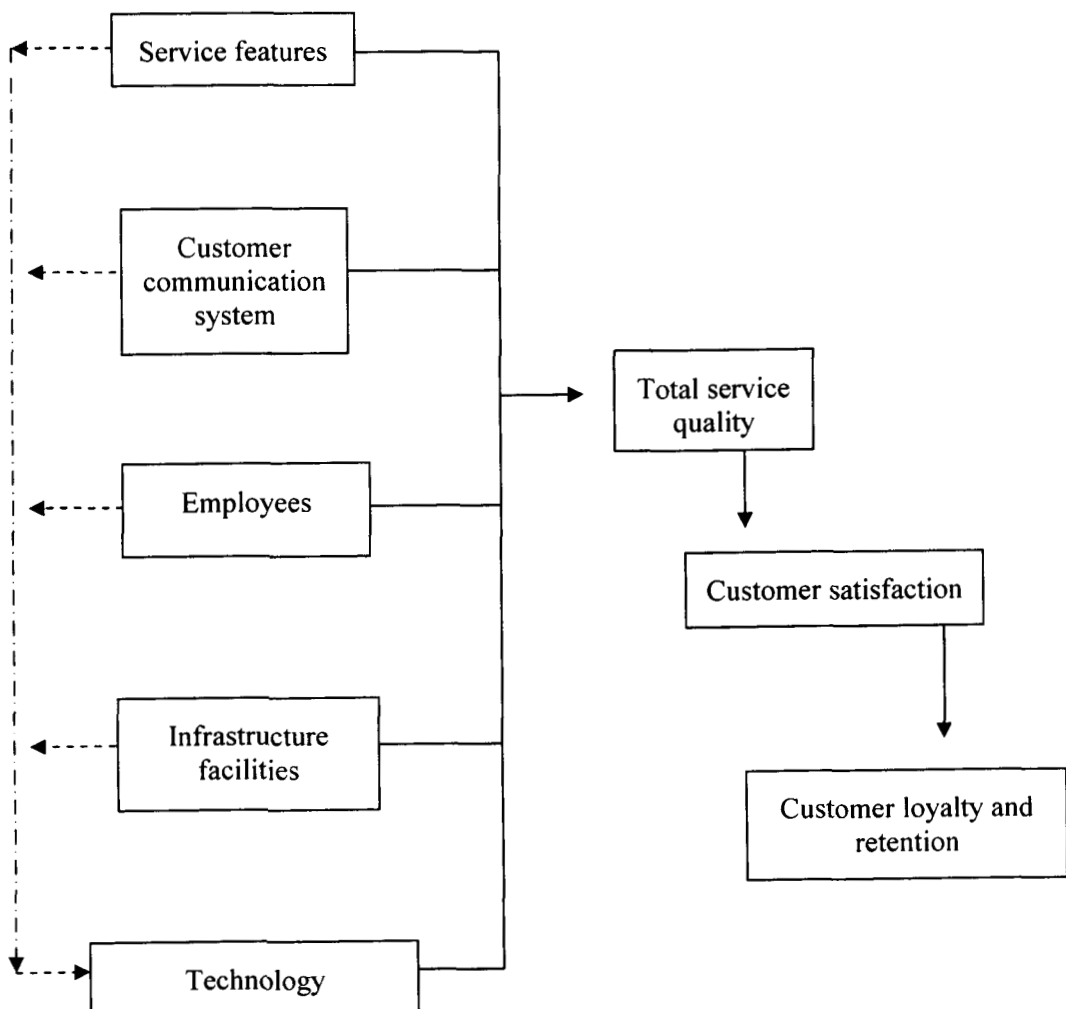 Service features
Customer
communication
system
Employees
Infrastructure
facilities
Technology
Total service
quality
Customer satisfaction
Customer loyalty and
retention